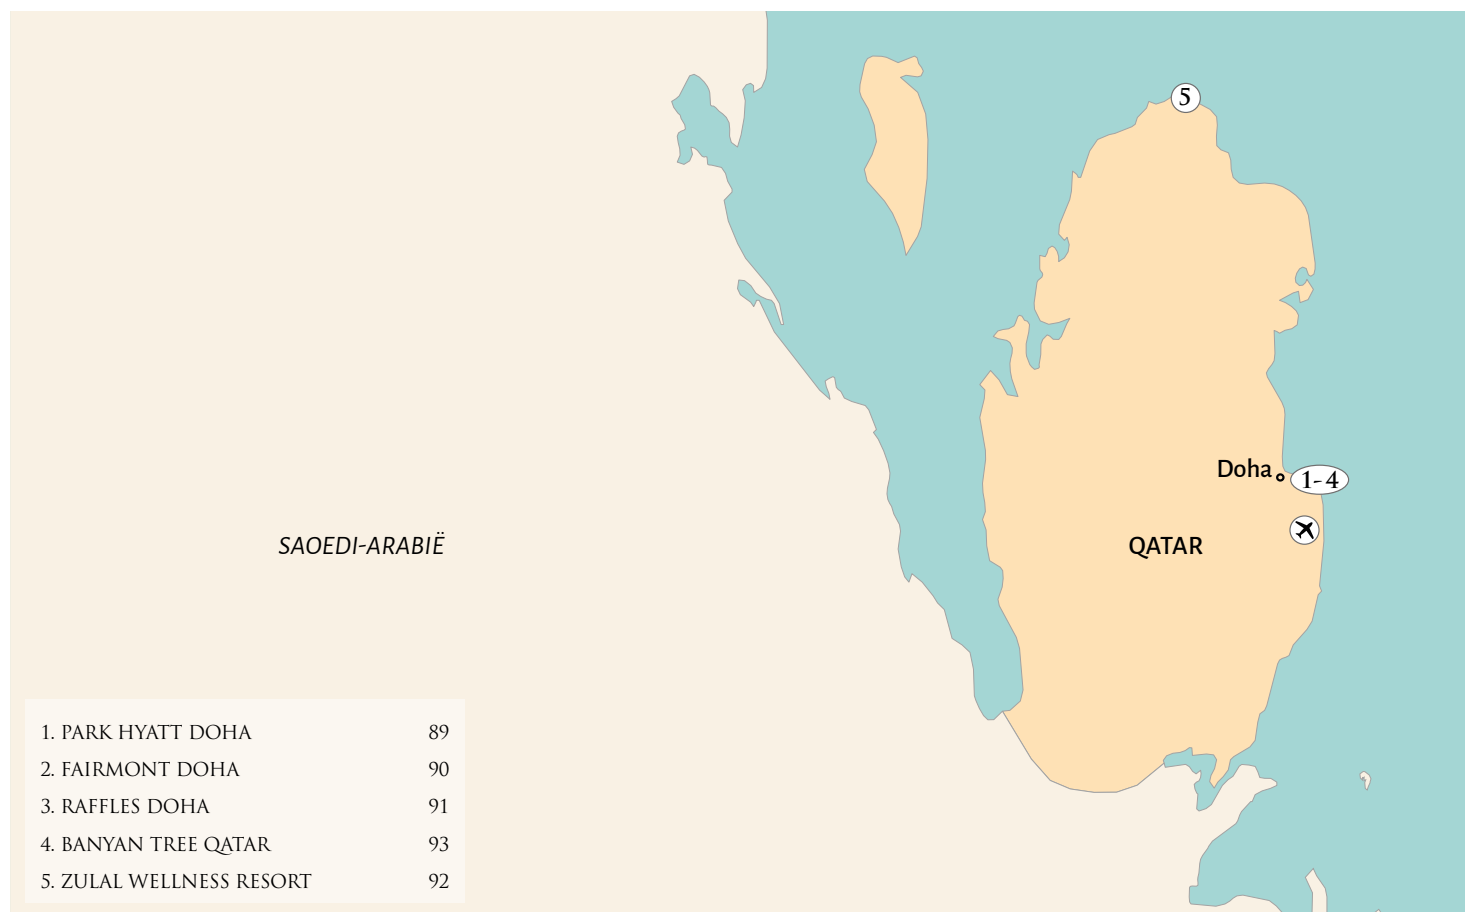 5
Doha
1-4
SAOEDI-ARABIË
QATAR
1. PARK HYATT DOHA 89
2. FAIRMONT DOHA 90
3. RAFFLES DOHA 91
4. BANYAN TREE QATAR 93
5. ZULAL WELLNESS RESORT 92